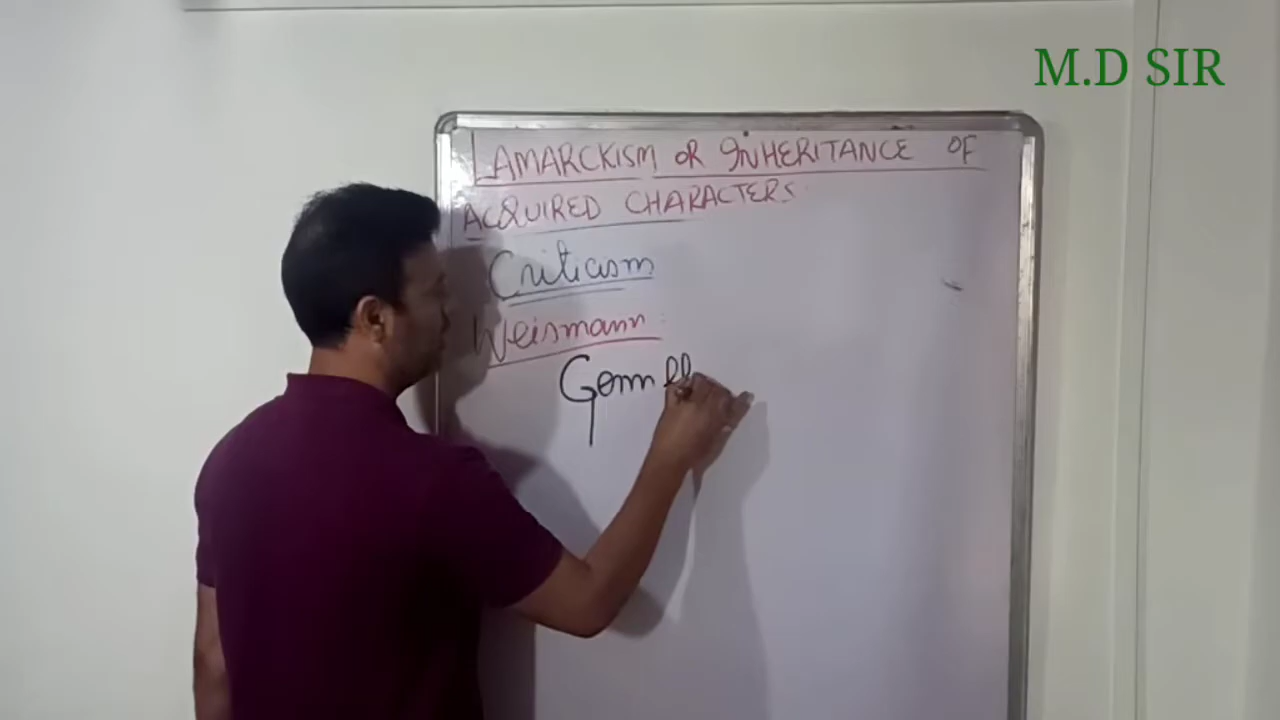 M.D SIR
LAMARCKISM OR INHERITANCE OF
ACQUIRED CHARACTERS
Criticism
Weismann :